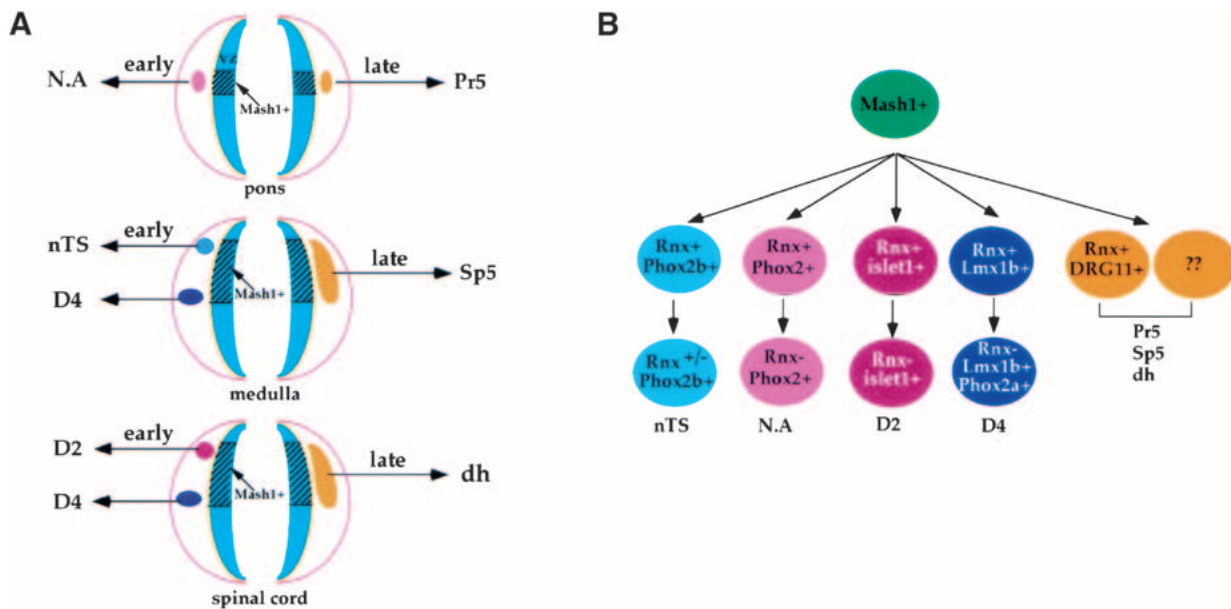 A
early
N.A
VZ
Mash1+
late
Pr5
pons
early
nTS
D4
Mash1+
late
Sp5
medulla
early
D2
D4
Mash1+
late
dh
spinal cord
B
Mash1+
Rnx+
Phox2b+
Rnx+
Phox2+
Rnx+
islet1+
Rnx+
Lmx1b+
Rnx+
DRG11+
??
Pr5
Sp5
dh
Rnx +/-
Phox2b+
Rnx-
Phox2+
Rnx-
islet1+
Rnx-
Lmx1b+
Phox2a+
nTS
N.A
D2
D4